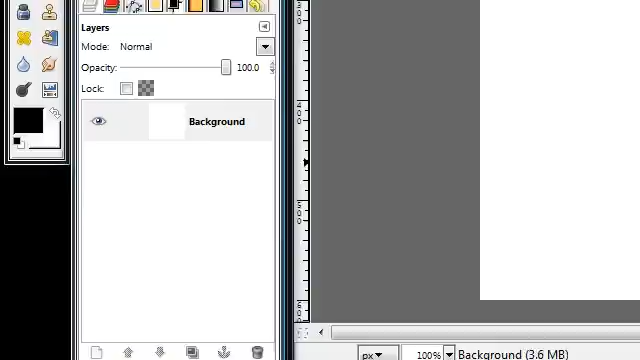 Layers
Mode: Normal
Opacity: 100.0
Lock:
Background
px 100% Background (3.6 MB)